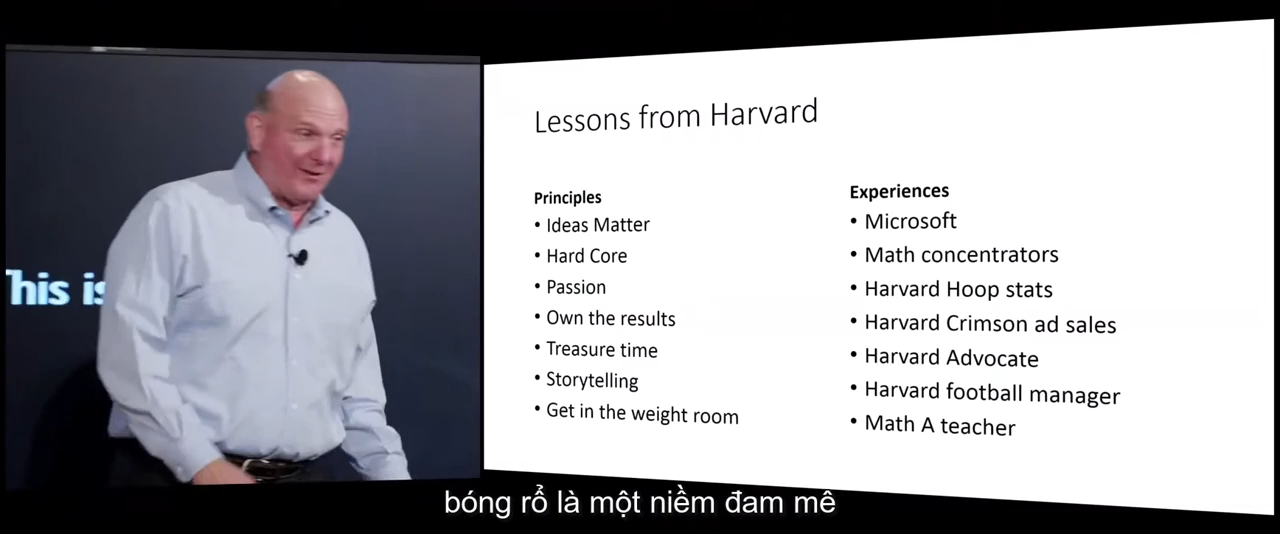 This is
Lessons from Harvard
Principles
• Ideas Matter
• Hard Core
• Passion
• Own the results
• Treasure time
• Storytelling
• Get in the weight room
Experiences
• Microsoft
• Math concentrators
• Harvard Hoop stats
• Harvard Crimson ad sales
• Harvard Advocate
• Harvard football manager
• Math A teacher
bóng rổ là một niềm đam mê